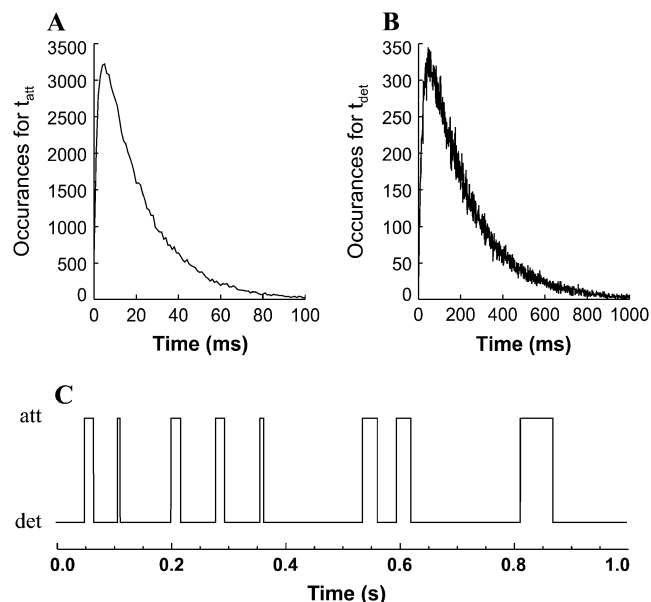 A
Occurances for t_att
3500
3000
2500
2000
1500
1000
500
0
0 20 40 60 80 100
Time (ms)
B
Occurances for t_det
350
300
250
200
150
100
50
0
0 200 400 600 800 1000
Time (ms)
C
att
det
0.0 0.2 0.4 0.6 0.8 1.0
Time (s)